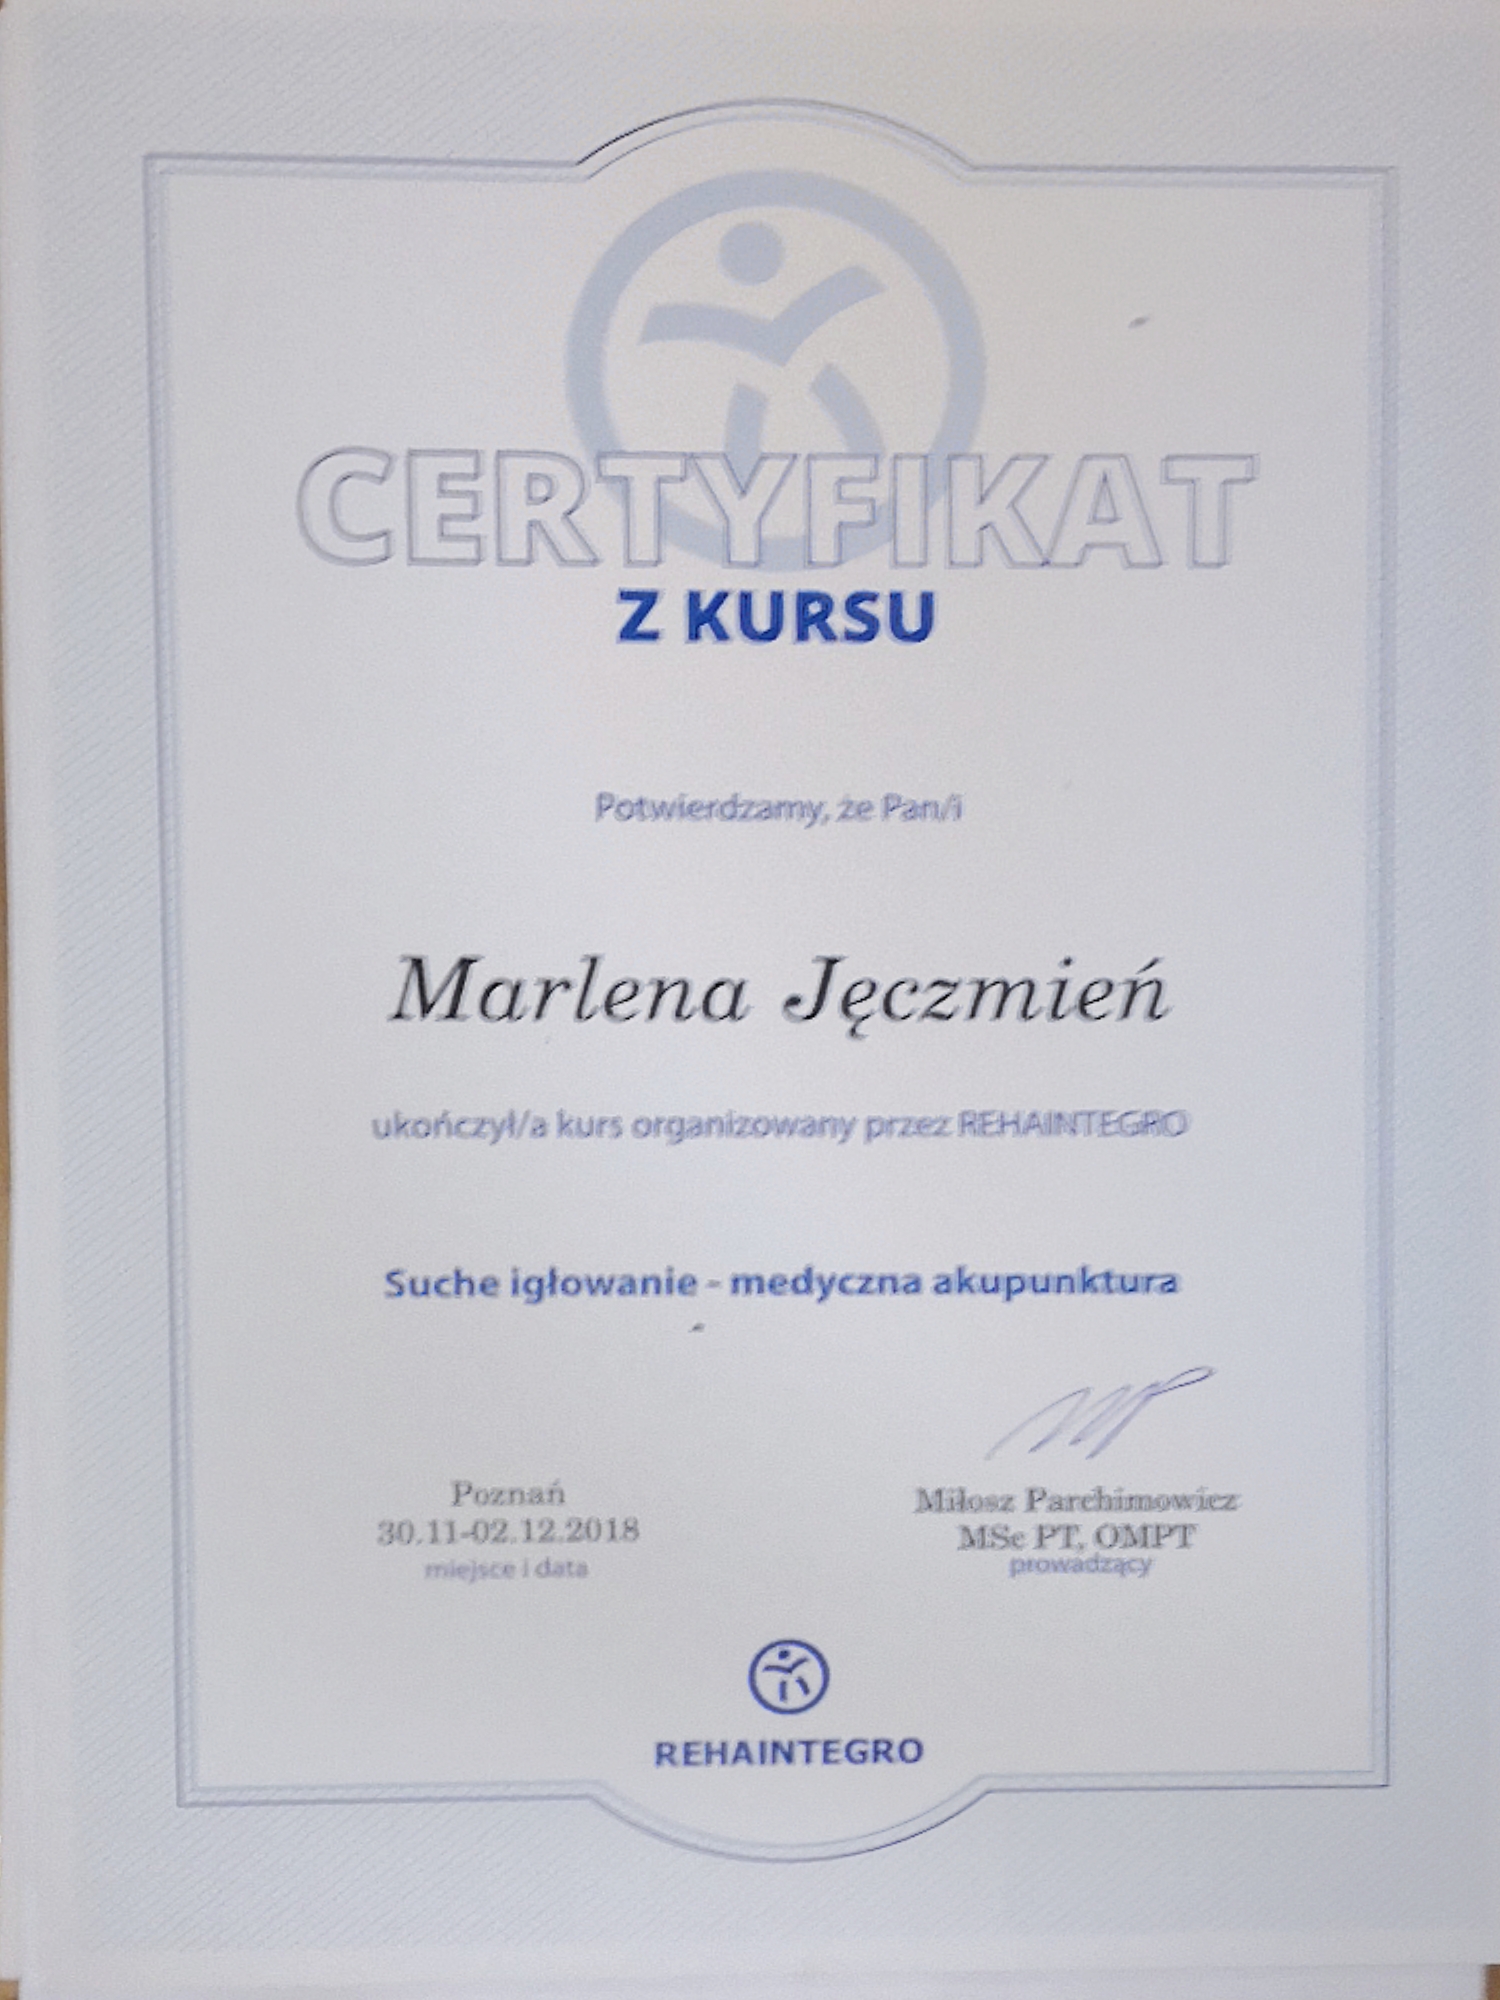 CERTYFIKAT
Z KURSU
Potwierdzamy, że Pan/i
Marlena Jęczmień
ukończył/a kurs organizowany przez REHAINTEGRO
Suche igłowanie - medyczna akupunktura
Poznań
30.11-02.12.2018
miejsce i data
Miłosz Parchimowicz
MSc PT, OMPT
prowadzący
REHAINTEGRO